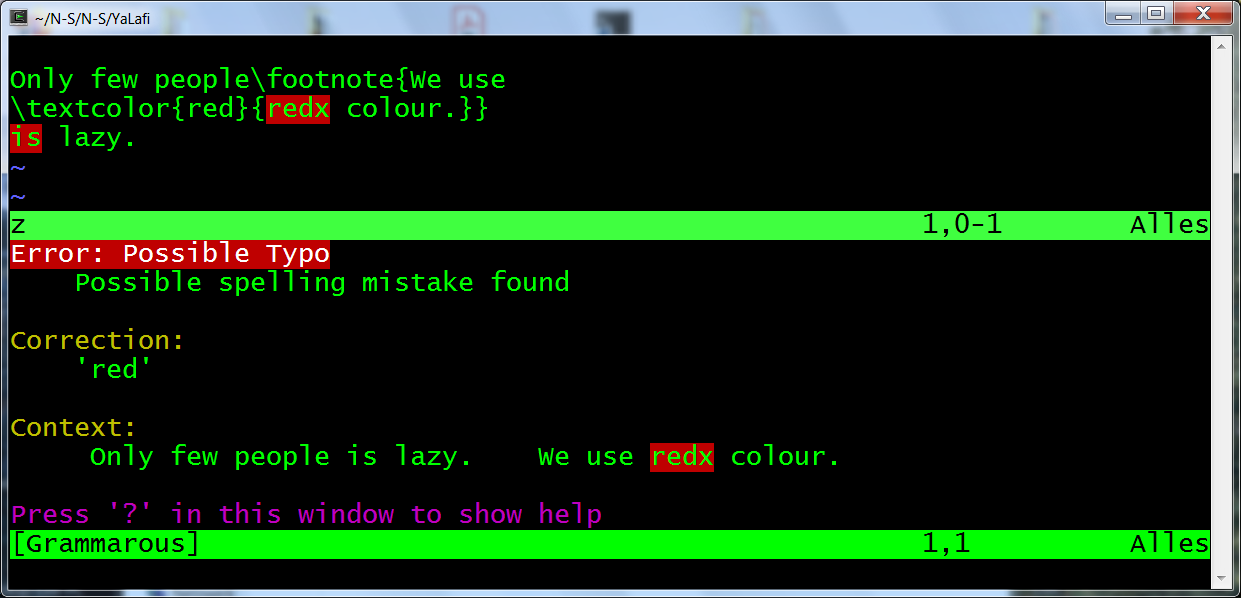 ~/N-S/N-S/YaLafi
Only few people\footnote{We use
\textcolor{red}{redx colour.}}
is lazy.
~
~
z 1,0-1 Alles
Error: Possible Typo
Possible spelling mistake found
Correction:
'red'
Context:
Only few people is lazy. We use redx colour.
Press '?' in this window to show help
[Grammarous] 1,1 Alles